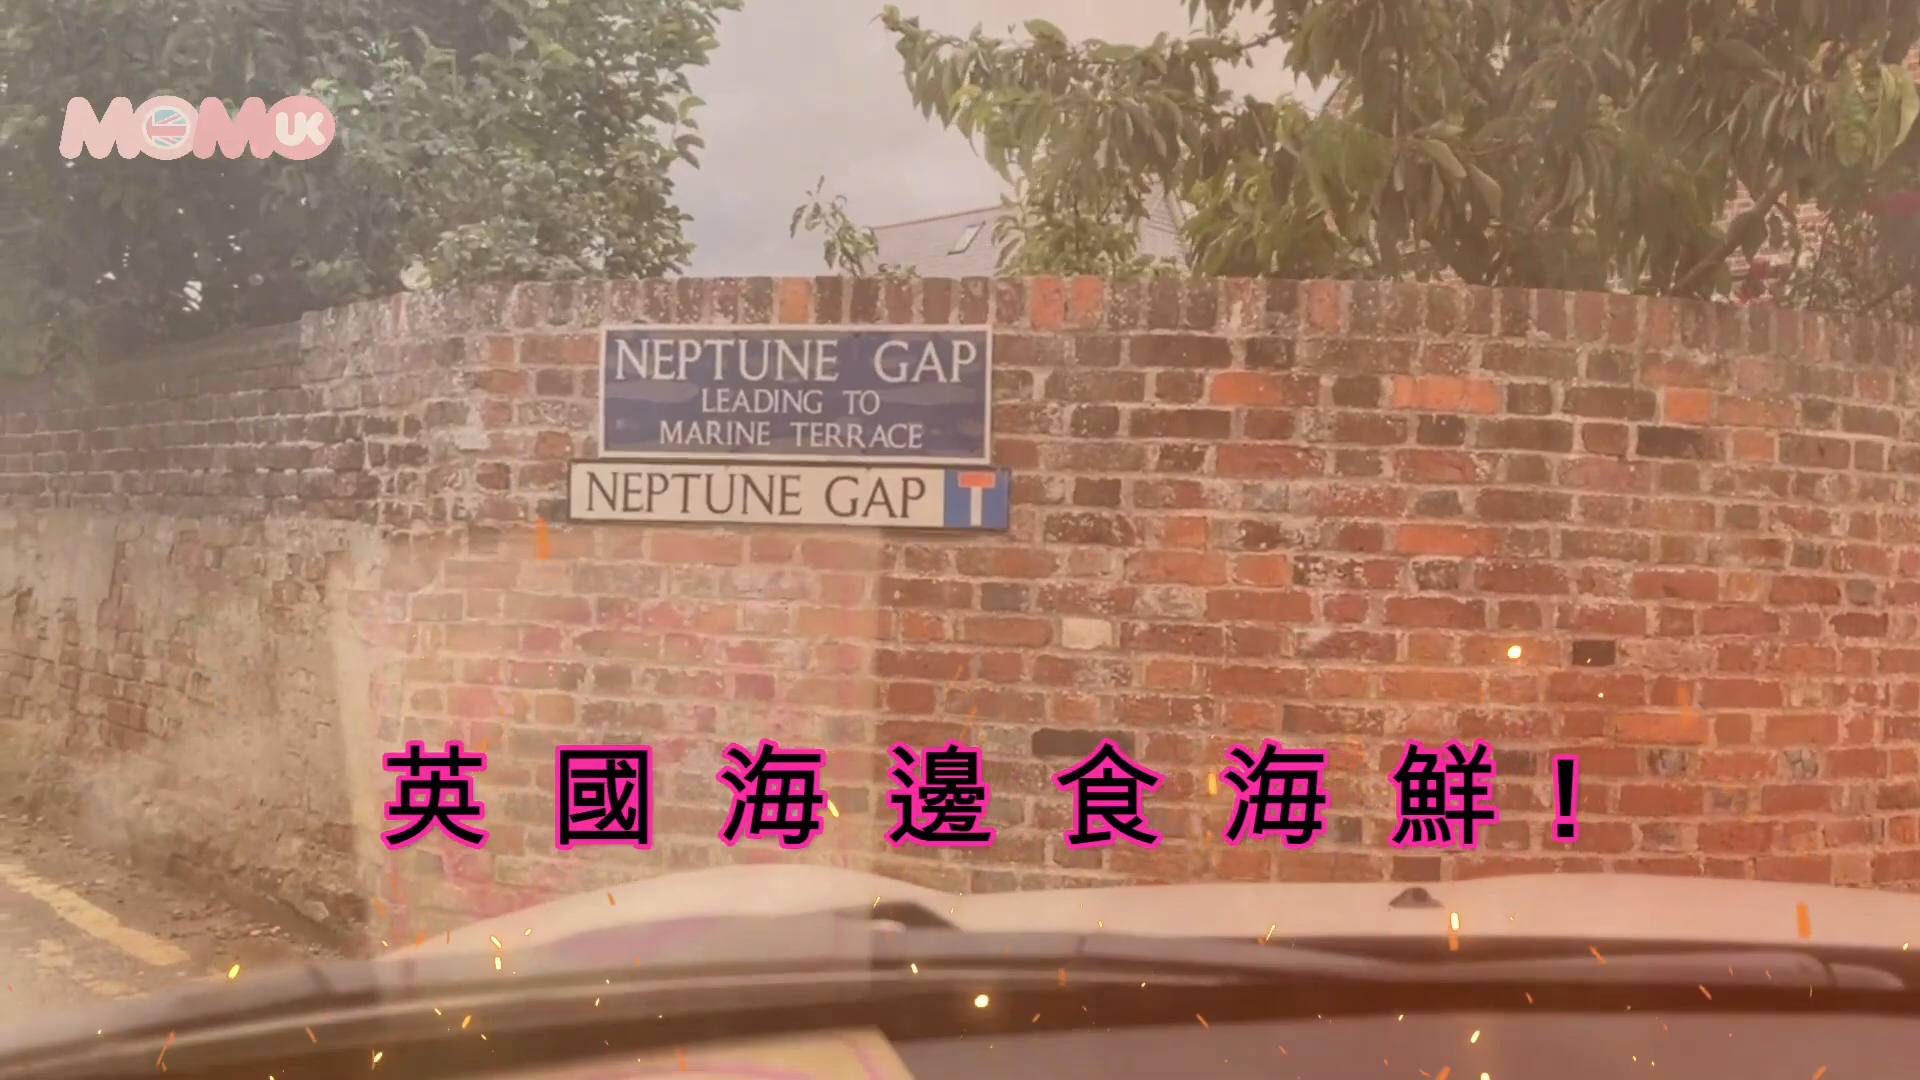 MOMO UK
NEPTUNE GAP
LEADING TO
MARINE TERRACE
NEPTUNE GAP
英國海邊食海鮮!